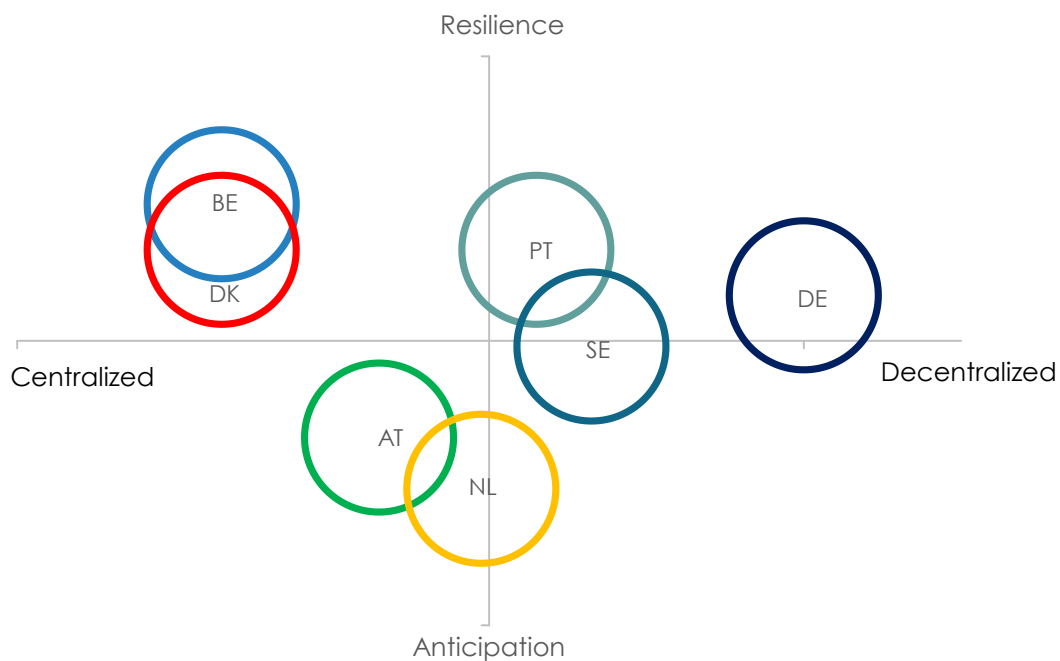 Resilience
BE
PT
DK
DE
SE
Centralized
Decentralized
AT
NL
Anticipation